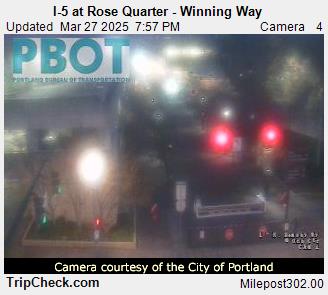 I-5 at Rose Quarter - Winning Way
Updated Mar 27 2025 7:57 PM Camera 4
PBOT
PORTLAND BUREAU OF TRANSPORTATION
Camera courtesy of the City of Portland
TripCheck.com Milepost302.00